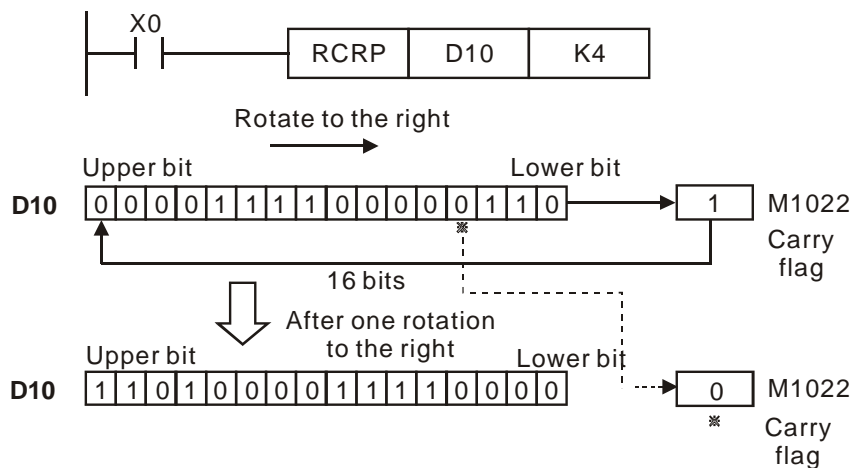 X0
RCRP D10 K4
Rotate to the right
Upper bit Lower bit
D10 0 0 0 0 1 1 1 1 0 0 0 0 0 1 1 0 1 M1022
※ Carry
flag
16 bits
After one rotation
to the right
Upper bit Lower bit
D10 1 1 0 1 0 0 0 0 1 1 1 1 0 0 0 0 0 M1022
※ Carry
flag